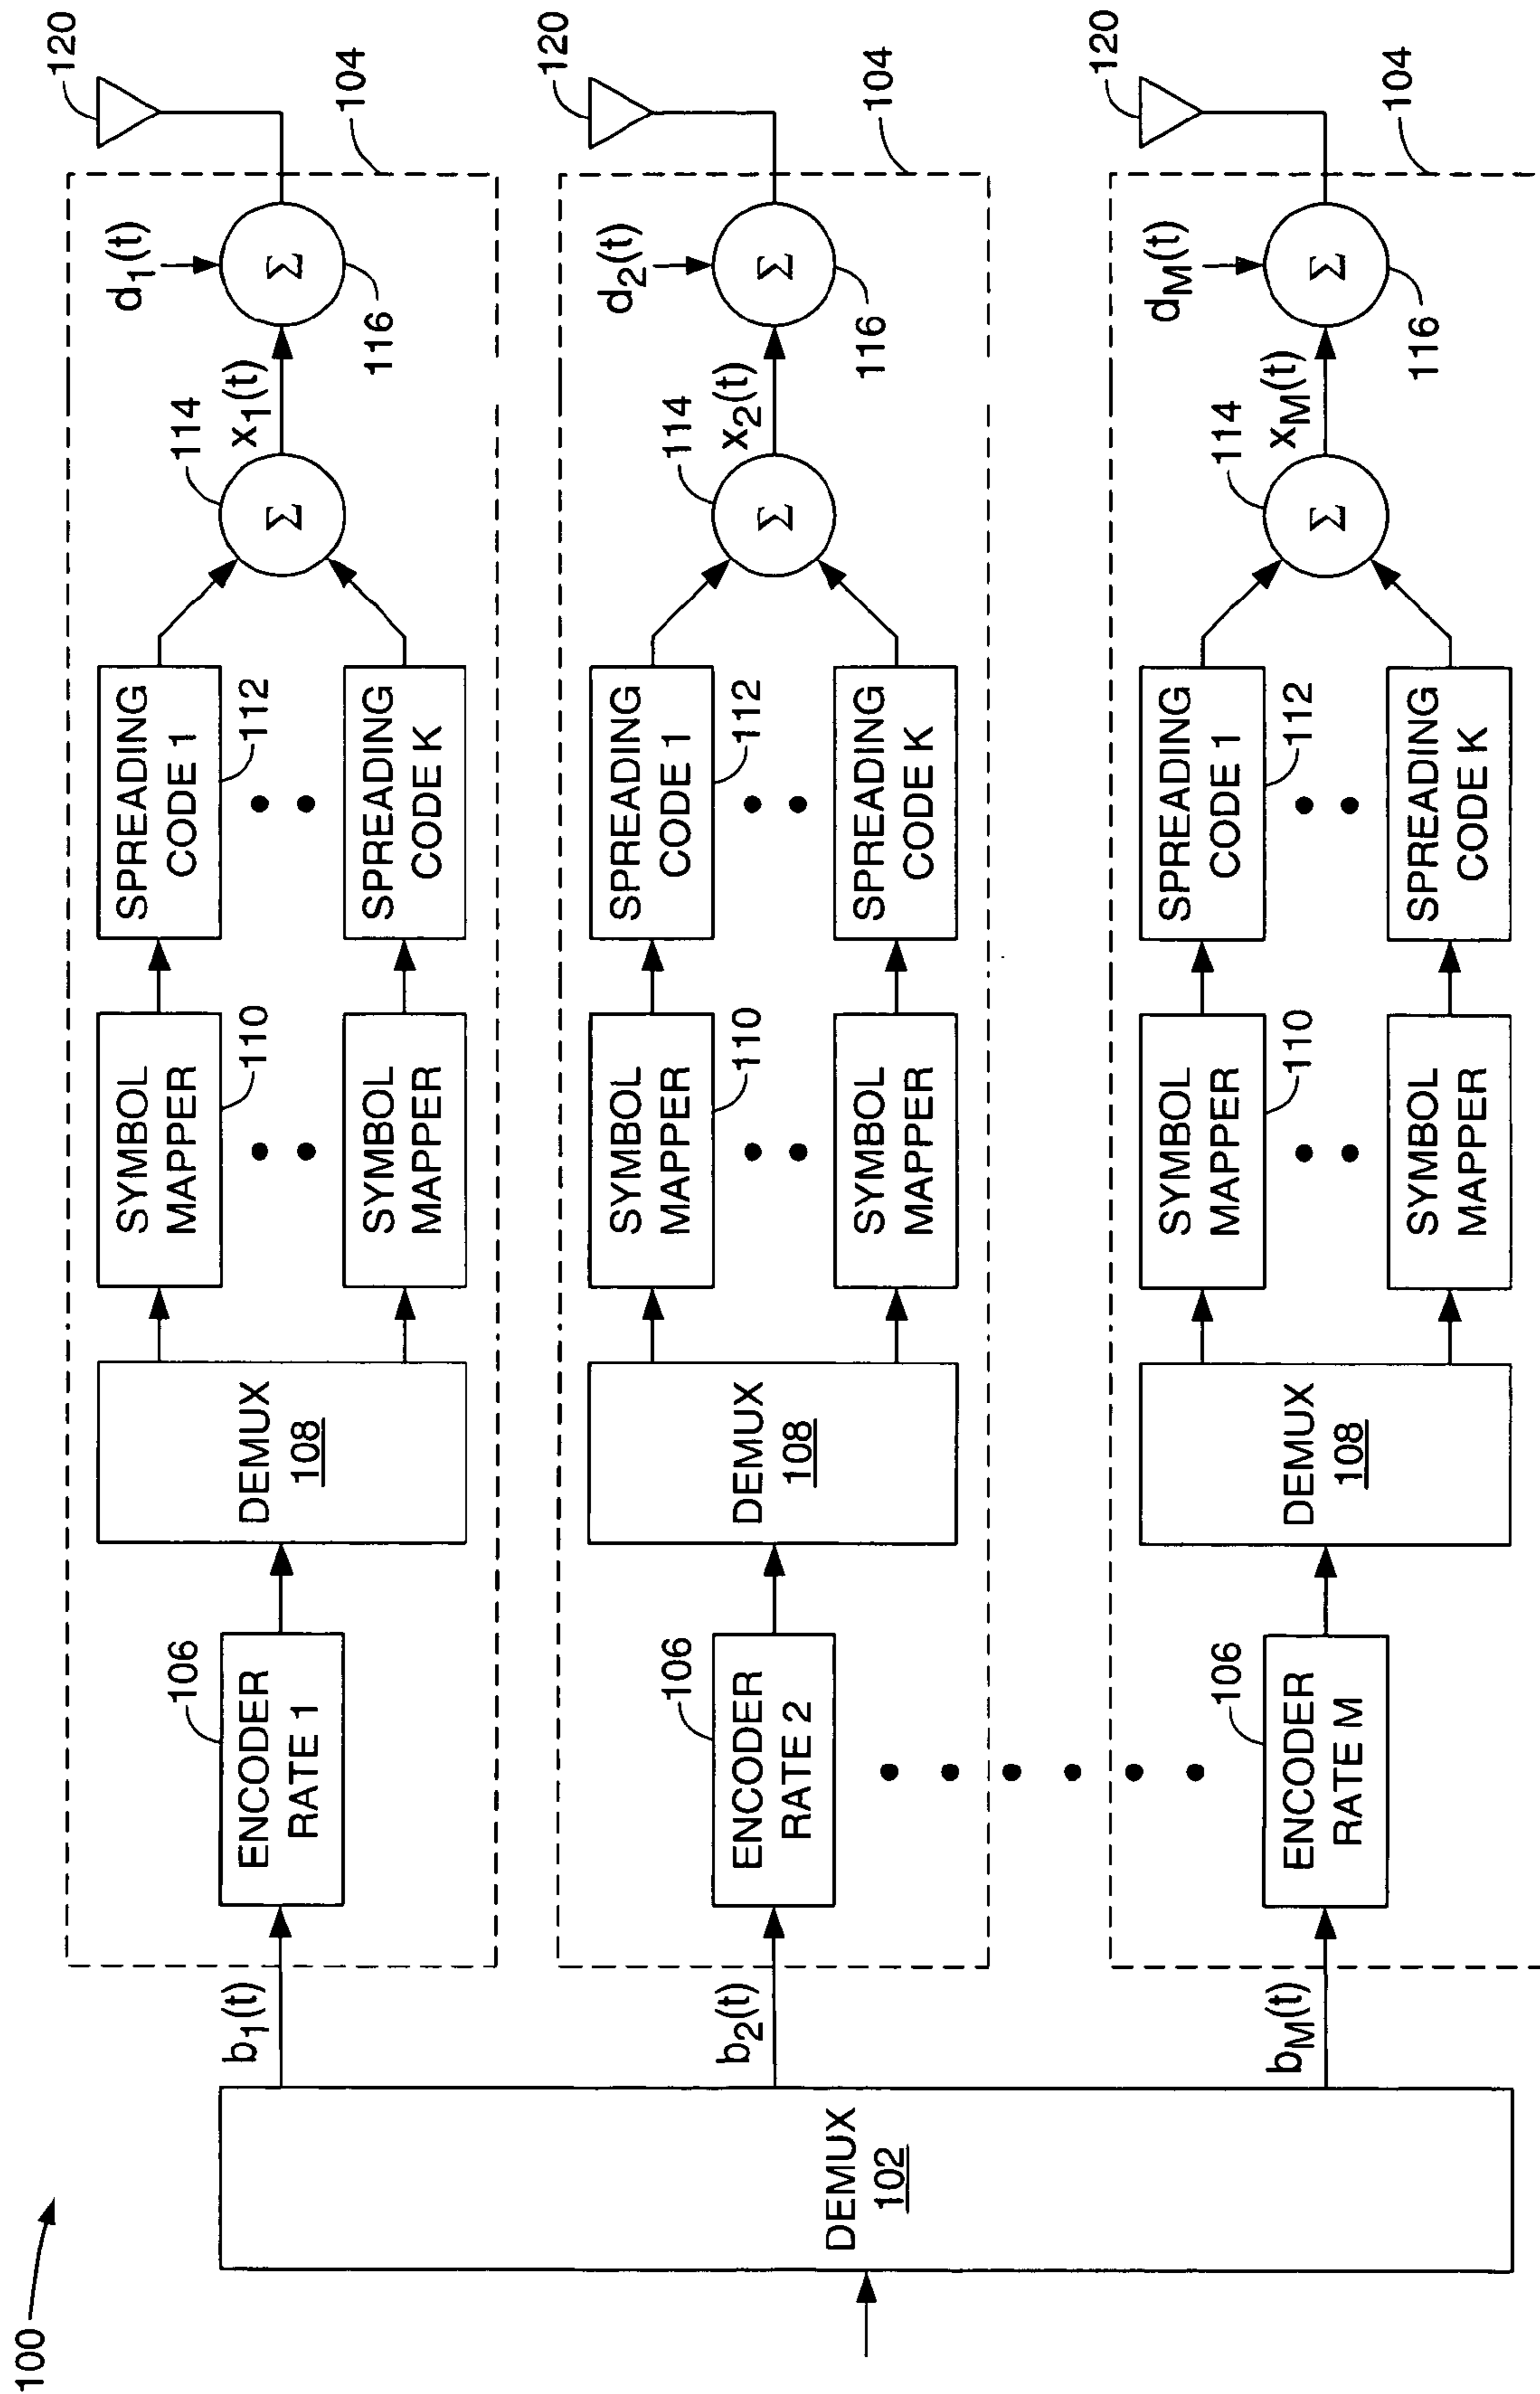 100
DEMUX
102
b1(t)
ENCODER
RATE 1
106
DEMUX
108
SYMBOL
MAPPER
110
SYMBOL
MAPPER
SPREADING
CODE 1
112
SPREADING
CODE K
Σ
114
x1(t)
d1(t)
Σ
116
104
120
b2(t)
ENCODER
RATE 2
106
DEMUX
108
SYMBOL
MAPPER
110
SYMBOL
MAPPER
SPREADING
CODE 1
112
SPREADING
CODE K
Σ
114
x2(t)
d2(t)
Σ
116
104
120
bM(t)
ENCODER
RATE M
106
DEMUX
108
SYMBOL
MAPPER
110
SYMBOL
MAPPER
SPREADING
CODE 1
112
SPREADING
CODE K
Σ
114
xM(t)
dM(t)
Σ
116
104
120